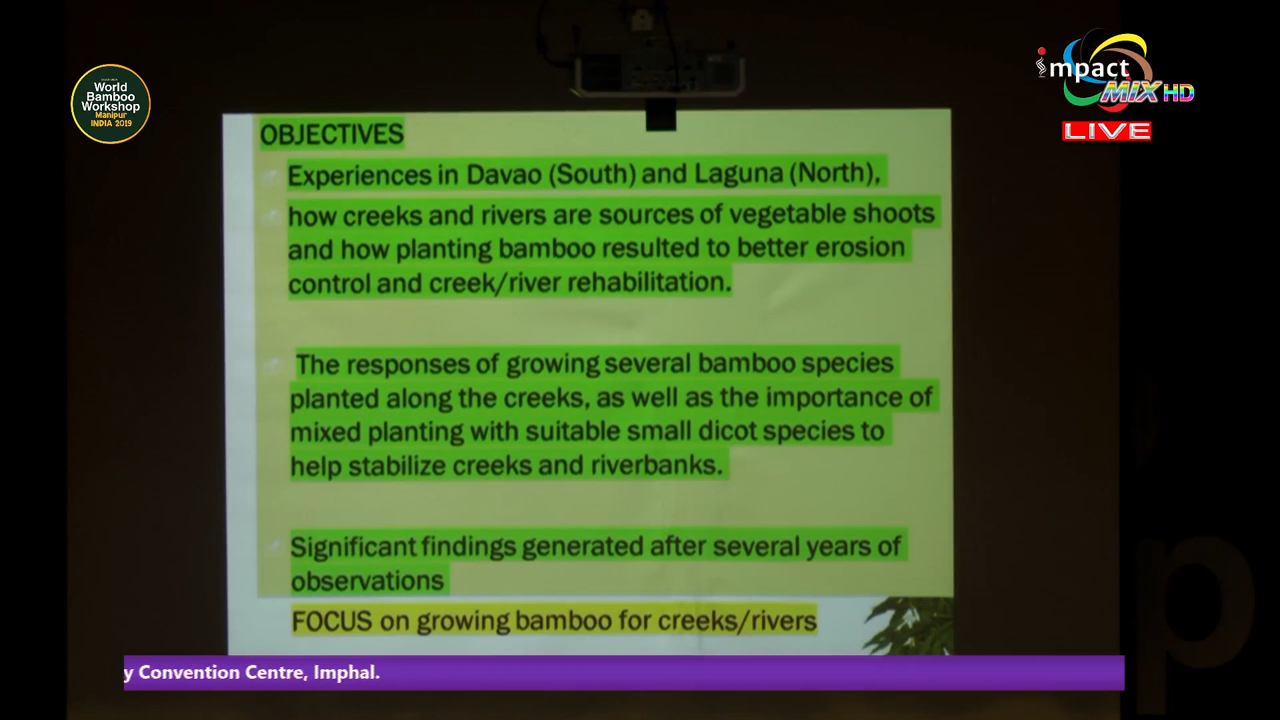 World
Bamboo
Workshop
Manipur
INDIA 2019
impact
MIX HD
LIVE
OBJECTIVES
Experiences in Davao (South) and Laguna (North),
how creeks and rivers are sources of vegetable shoots
and how planting bamboo resulted to better erosion
control and creek/river rehabilitation.
The responses of growing several bamboo species
planted along the creeks, as well as the importance of
mixed planting with suitable small dicot species to
help stabilize creeks and riverbanks.
Significant findings generated after several years of
observations
FOCUS on growing bamboo for creeks/rivers
y Convention Centre, Imphal.